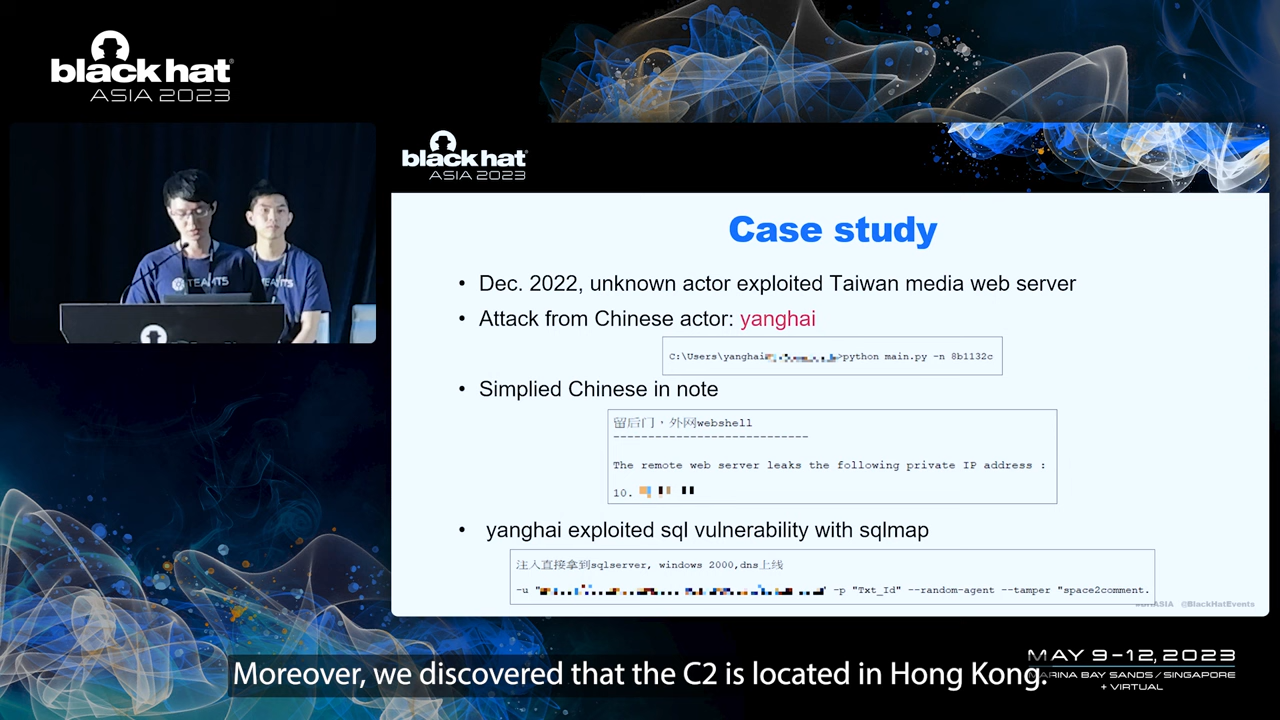 black hat
ASIA 2023
black hat
ASIA 2023
TEAMT5
Case study
• Dec. 2022, unknown actor exploited Taiwan media web server
• Attack from Chinese actor: yanghai
C:\Users\yanghai
>python main.py -n 8b1132c
• Simplied Chinese in note
留后门，外网webshell
----------------------------
The remote web server leaks the following private IP address :
10.
• yanghai exploited sql vulnerability with sqlmap
注入直接拿到sqlserver, windows 2000,dns上线
-u "
" -p "Txt_Id" --random-agent --tamper "space2comment.
@BlackHatEvents
Moreover, we discovered that the C2 is located in Hong Kong.
MAY 9-12, 2023
MARINA BAY SANDS / SINGAPORE
+ VIRTUAL